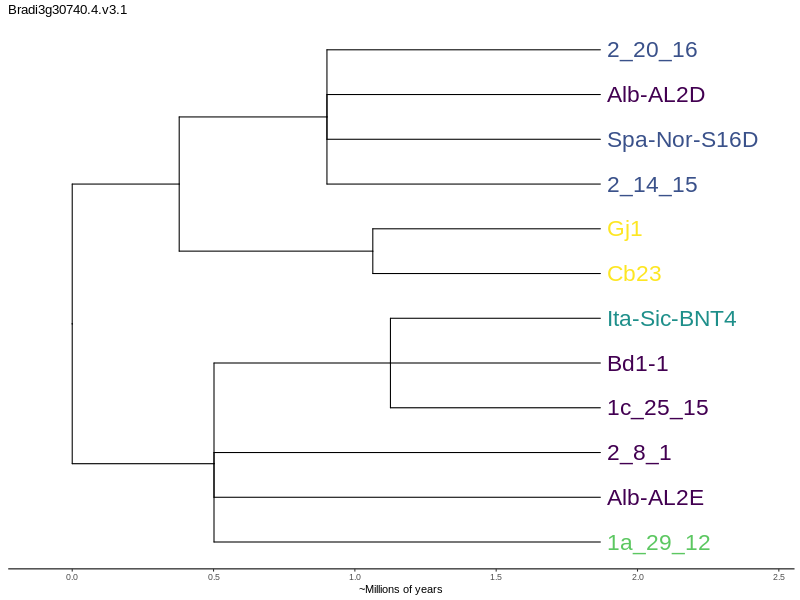 Bradi3g30740.4.v3.1
2_20_16
Alb-AL2D
Spa-Nor-S16D
2_14_15
Gj1
Cb23
Ita-Sic-BNT4
Bd1-1
1c_25_15
2_8_1
Alb-AL2E
1a_29_12
0.0 0.5 1.0 1.5 2.0 2.5
~Millions of years